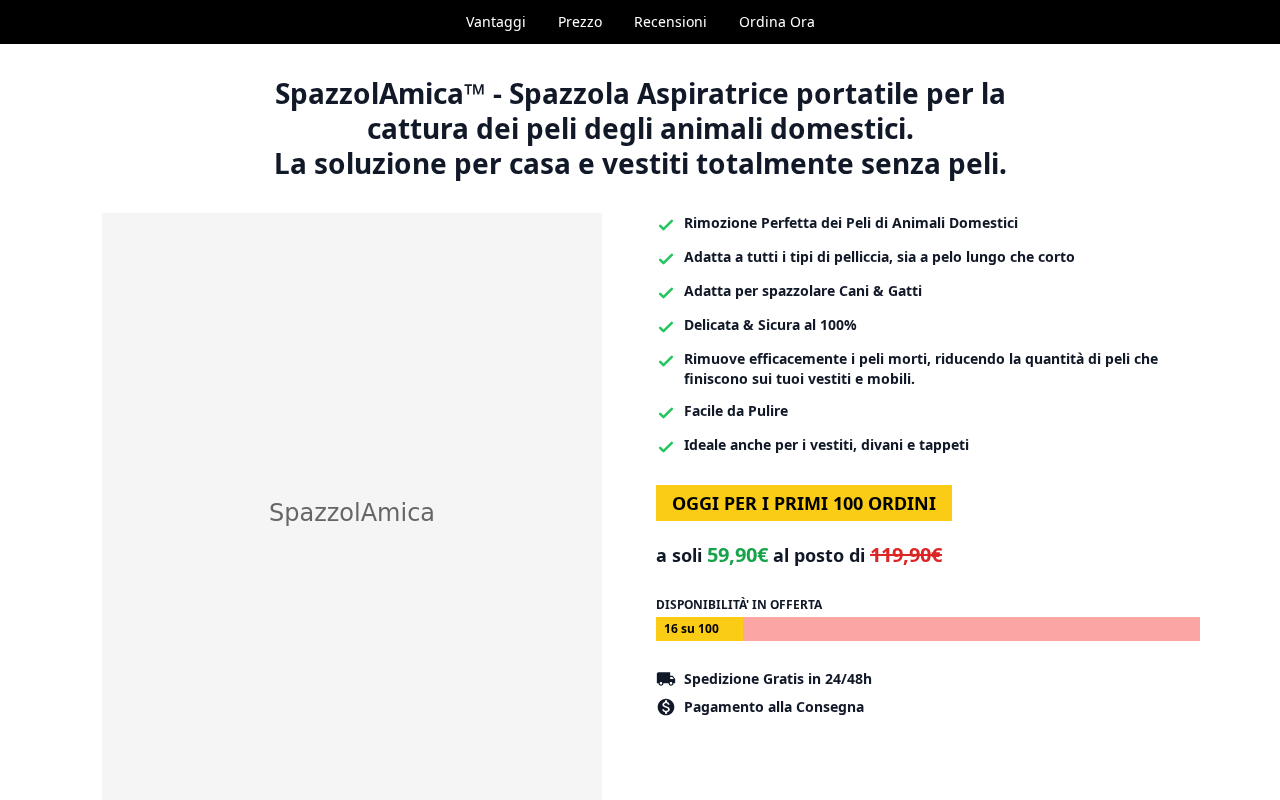 Vantaggi Prezzo Recensioni Ordina Ora
SpazzolAmica™ - Spazzola Aspiratrice portatile per la
cattura dei peli degli animali domestici.
La soluzione per casa e vestiti totalmente senza peli.
SpazzolAmica
Rimozione Perfetta dei Peli di Animali Domestici
Adatta a tutti i tipi di pelliccia, sia a pelo lungo che corto
Adatta per spazzolare Cani & Gatti
Delicata & Sicura al 100%
Rimuove efficacemente i peli morti, riducendo la quantità di peli che
finiscono sui tuoi vestiti e mobili.
Facile da Pulire
Ideale anche per i vestiti, divani e tappeti
OGGI PER I PRIMI 100 ORDINI
a soli 59,90€ al posto di 119,90€
DISPONIBILITÀ' IN OFFERTA
16 su 100
Spedizione Gratis in 24/48h
Pagamento alla Consegna